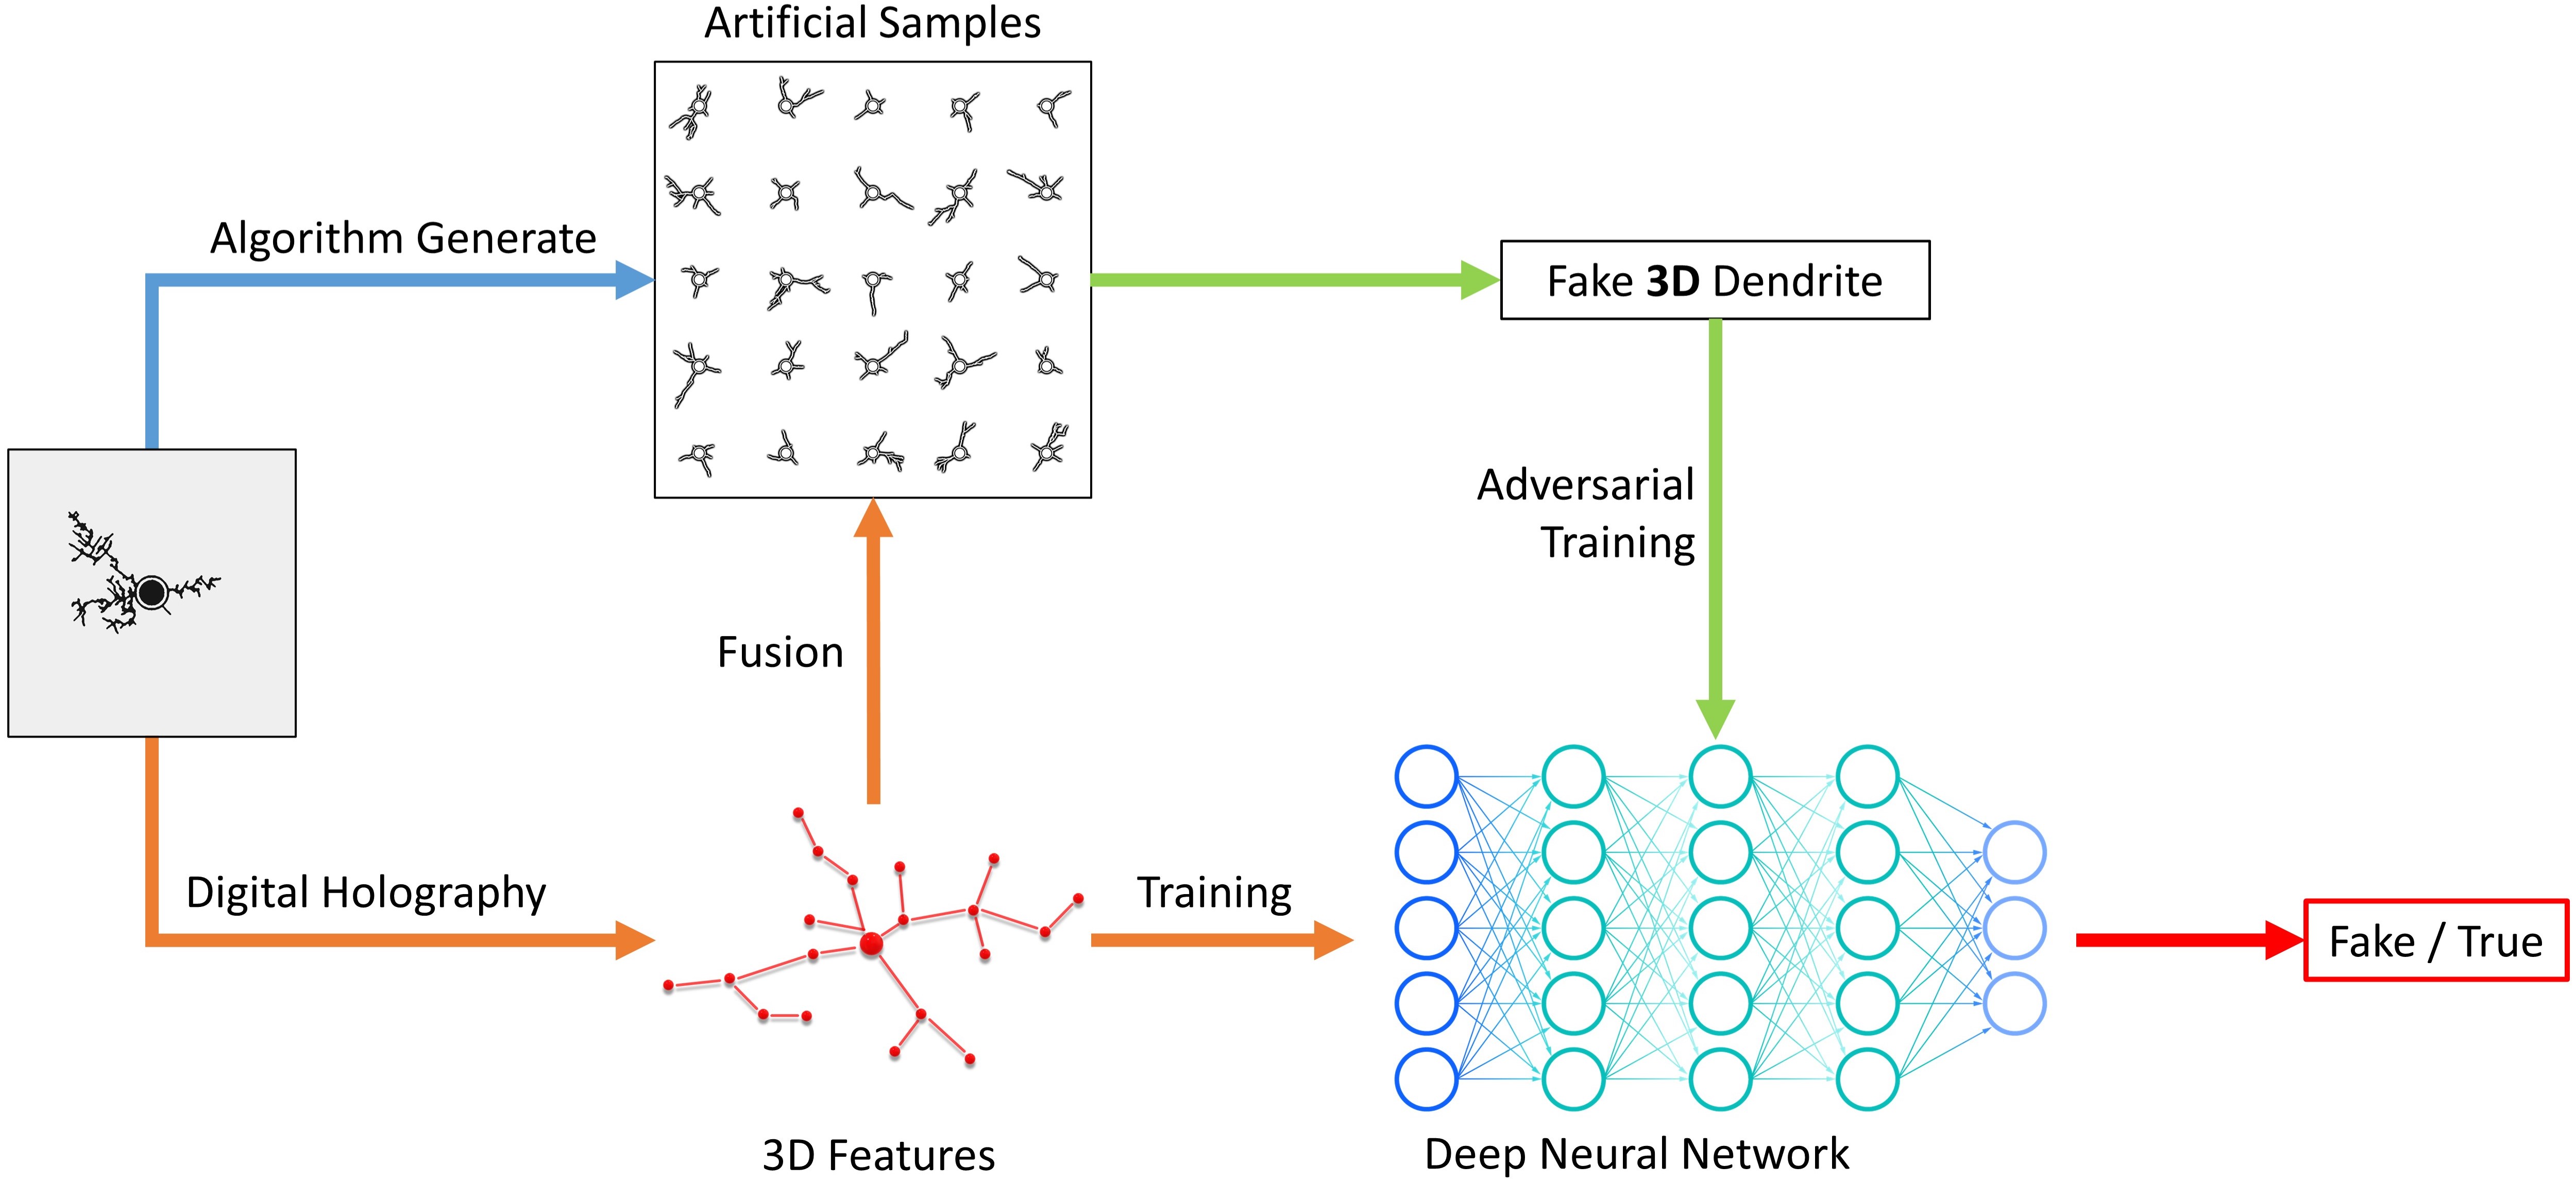 Artificial Samples
Algorithm Generate
Fake 3D Dendrite
Adversarial
Training
Fusion
Digital Holography
Training
Fake / True
3D Features
Deep Neural Network